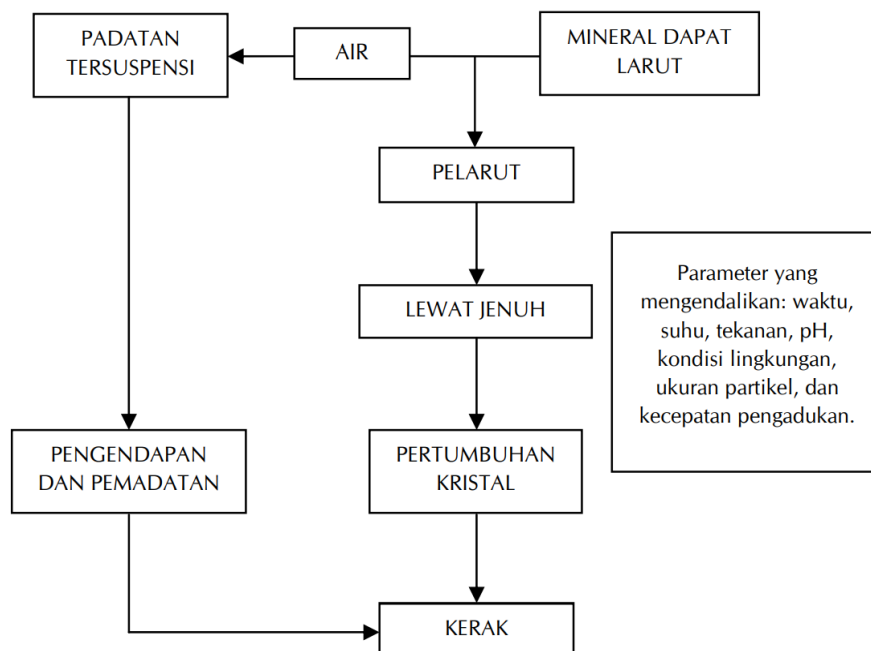 PADATAN
TERSUSPENSI
AIR
MINERAL DAPAT
LARUT
PELARUT
LEWAT JENUH
Parameter yang
mengendalikan: waktu,
suhu, tekanan, pH,
kondisi lingkungan,
ukuran partikel, dan
kecepatan pengadukan.
PENGENDAPAN
DAN PEMADATAN
PERTUMBUHAN
KRISTAL
KERAK